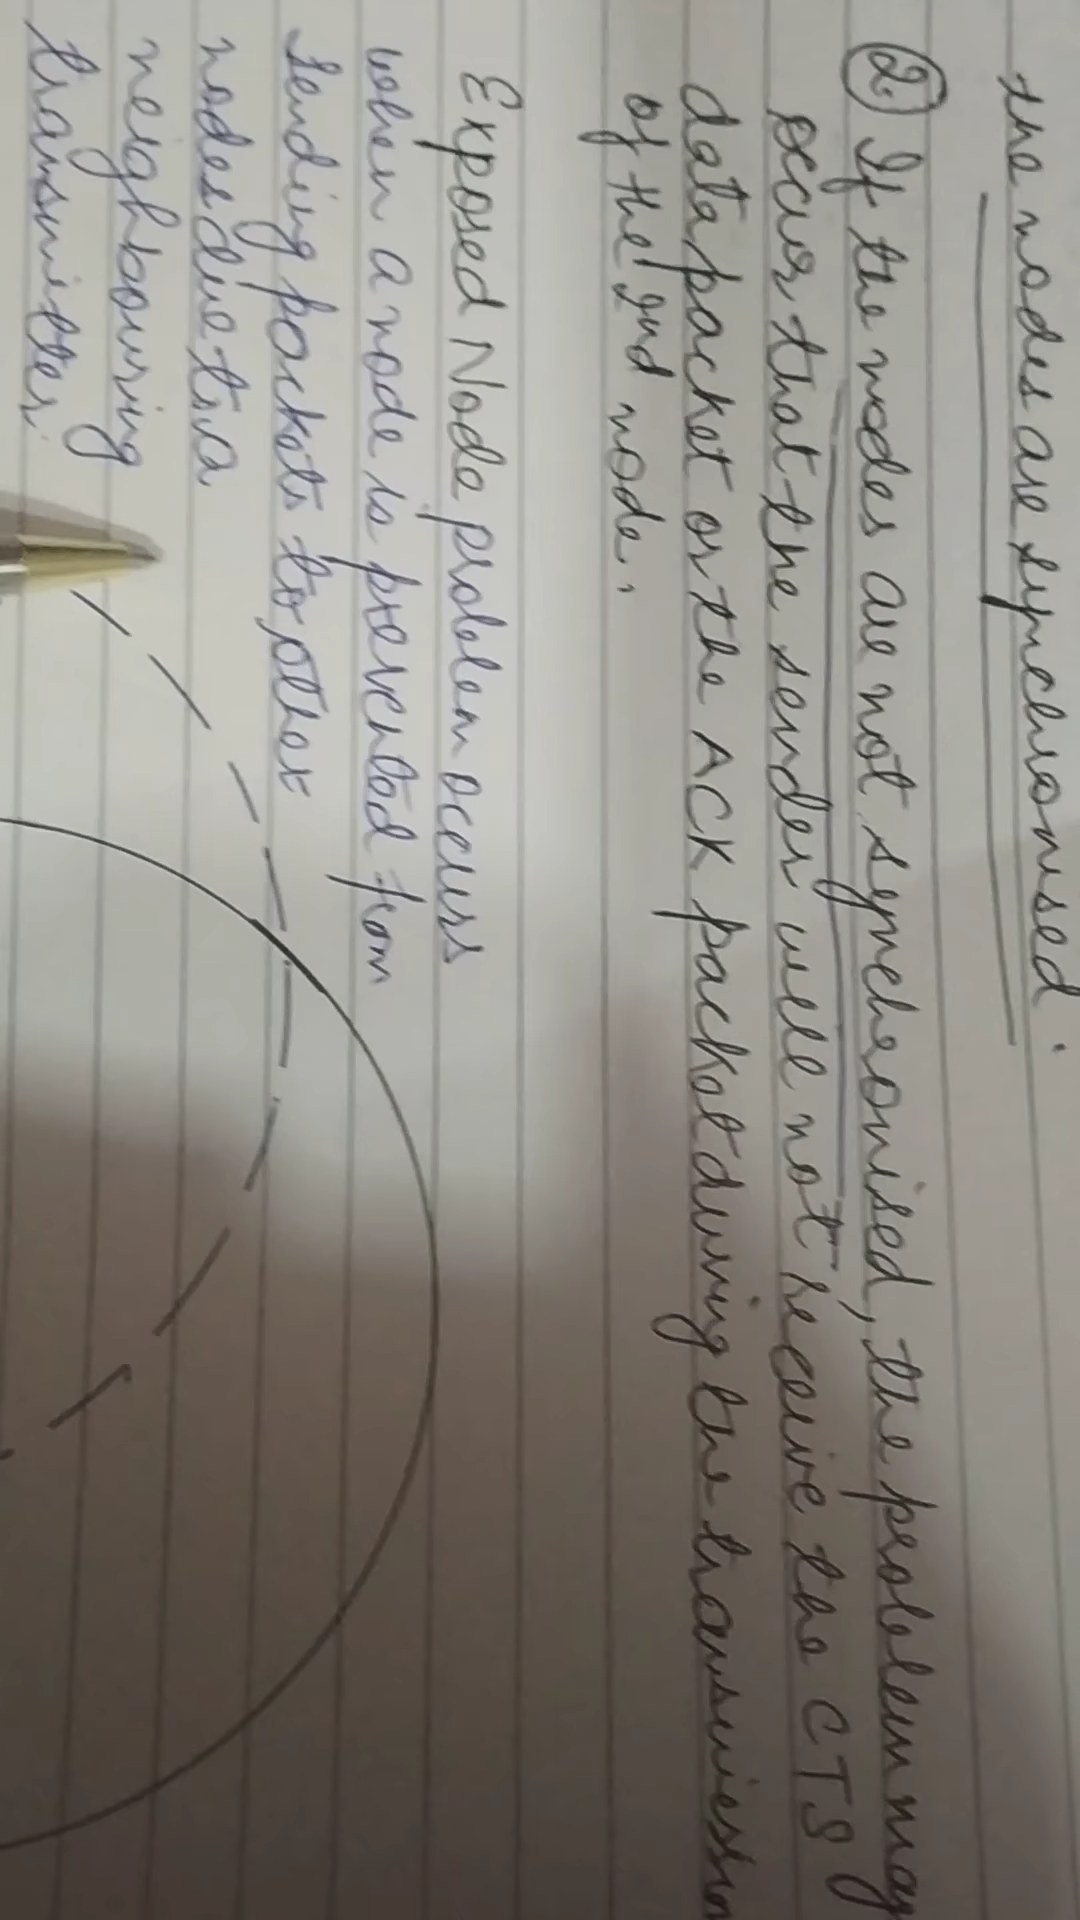 the nodes are synchronised.
2. If the nodes are not synchronised, the problem may
occur that the sender will not receive the CTS
data packet or the ACK packet during the transmission
of the 2nd node.
Exposed Node problem occurs
when a node is prevented from
sending packets to other
nodes due to a
neighbouring
transmitter.